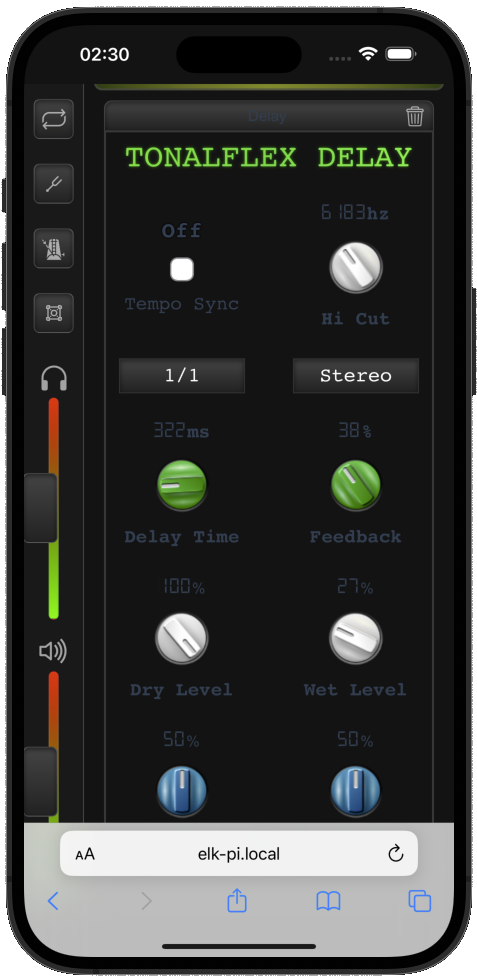 02:30
Delay
TONALFLEX DELAY
Off
6183hz
Tempo Sync
Hi Cut
1/1
Stereo
322ms
38%
Delay Time
Feedback
100%
27%
Dry Level
Wet Level
50%
50%
AA
elk-pi.local